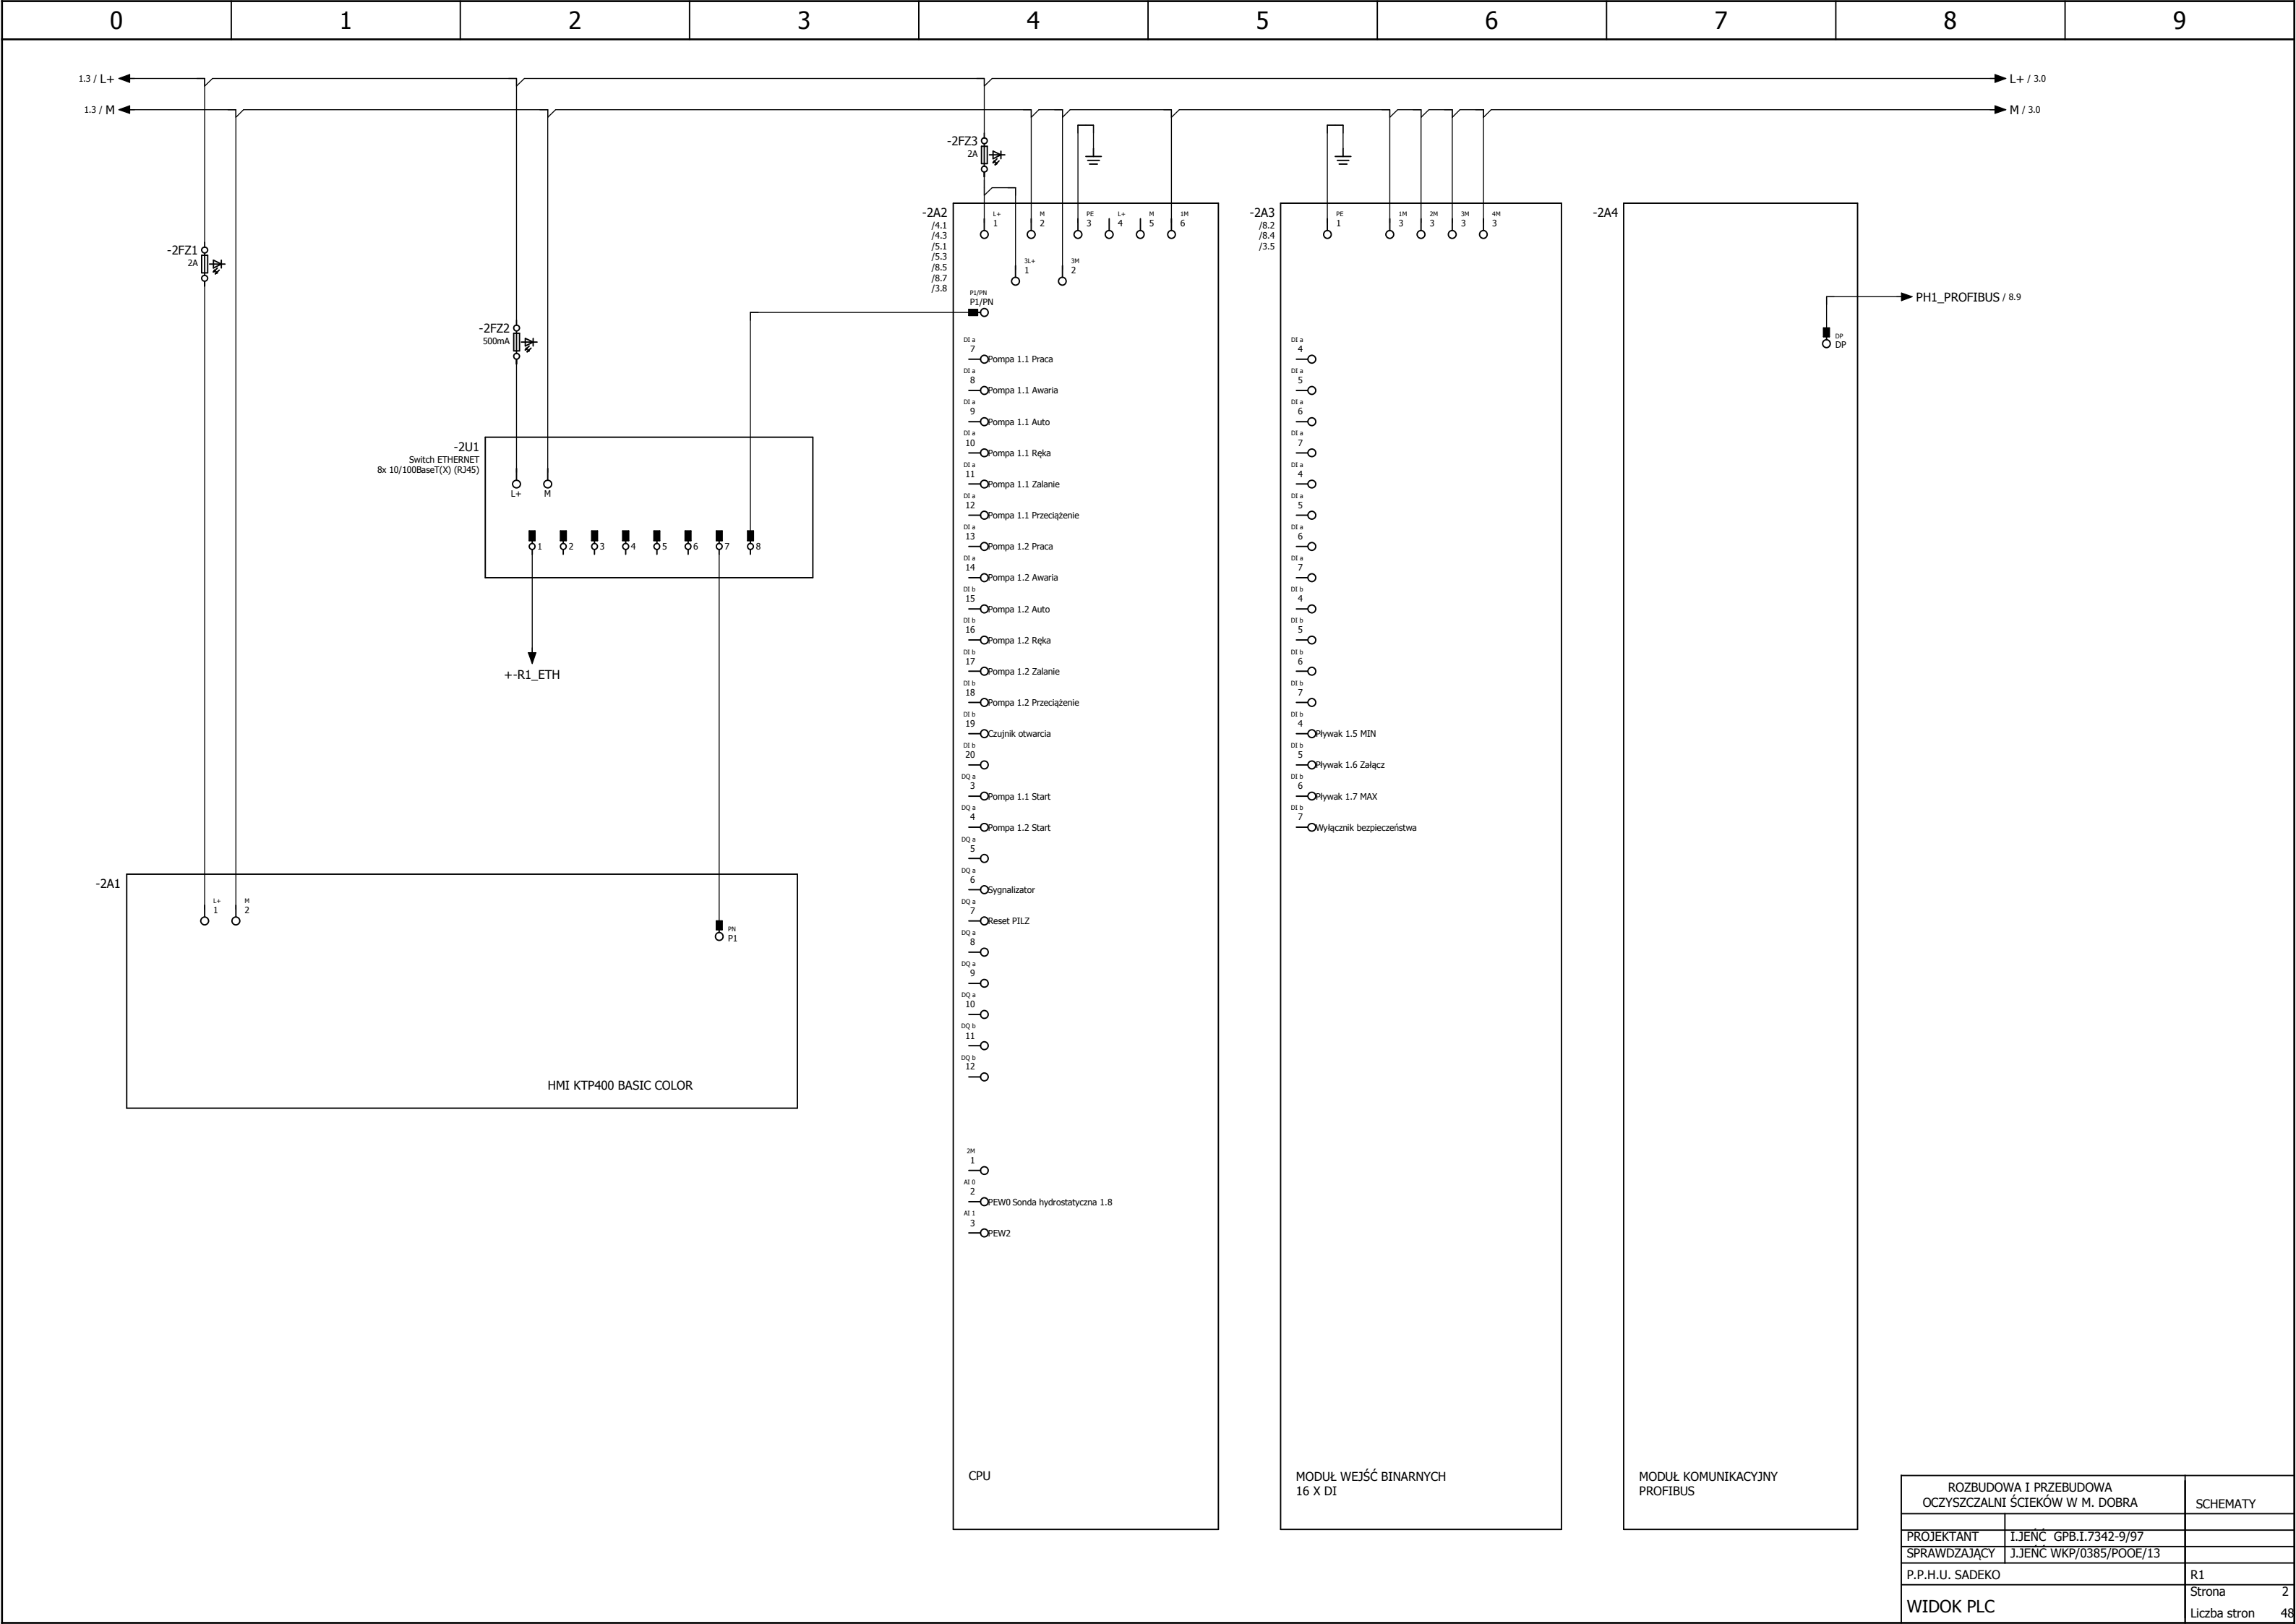 0 1 2 3 4 5 6 7 8 9
1.3 / L+
L+ / 3.0
1.3 / M
M / 3.0
-2FZ3
2A
-2FZ1
2A
-2FZ2
500mA
-2U1
Switch ETHERNET
8x 10/100BaseT(X) (RJ45)
L+ M
1 2 3 4 5 6 7 8
+-R1_ETH
-2A1
L+ M
1 2
PN
P1
HMI KTP400 BASIC COLOR
-2A2
/4.1
/4.3
/5.1
/5.3
/8.5
/8.7
/3.8
L+ M PE L+ M 1M
1 2 3 4 5 6
3L+ 3M
1 2
P1/PN
P1/PN
DI a
7
Pompa 1.1 Praca
DI a
8
Pompa 1.1 Awaria
DI a
9
Pompa 1.1 Auto
DI a
10
Pompa 1.1 Ręka
DI a
11
Pompa 1.1 Zalanie
DI a
12
Pompa 1.1 Przeciążenie
DI a
13
Pompa 1.2 Praca
DI a
14
Pompa 1.2 Awaria
DI b
15
Pompa 1.2 Auto
DI b
16
Pompa 1.2 Ręka
DI b
17
Pompa 1.2 Zalanie
DI b
18
Pompa 1.2 Przeciążenie
DI b
19
Czujnik otwarcia
DI b
20
DQ a
3
Pompa 1.1 Start
DQ a
4
Pompa 1.2 Start
DQ a
5
DQ a
6
Sygnalizator
DQ a
7
Reset PILZ
DQ a
8
DQ a
9
DQ a
10
DQ b
11
DQ b
12
2M
1
AI 0
2
PEW0 Sonda hydrostatyczna 1.8
AI 1
3
PEW2
CPU
-2A3
/8.2
/8.4
/3.5
PE 1M 2M 3M 4M
1 3 3 3 3
DI a
4
DI a
5
DI a
6
DI a
7
DI a
4
DI a
5
DI a
6
DI a
7
DI b
4
DI b
5
DI b
6
DI b
7
DI b
4
Pływak 1.5 MIN
DI b
5
Pływak 1.6 Załącz
DI b
6
Pływak 1.7 MAX
DI b
7
Wyłącznik bezpieczeństwa
MODUŁ WEJŚĆ BINARNYCH
16 X DI
-2A4
PH1_PROFIBUS / 8.9
DP
DP
MODUŁ KOMUNIKACYJNY
PROFIBUS
ROZBUDOWA I PRZEBUDOWA
OCZYSZCZALNI ŚCIEKÓW W M. DOBRA
SCHEMATY
PROJEKTANT I.JEŃĆ GPB.I.7342-9/97
SPRAWDZAJĄCY J.JEŃĆ WKP/0385/POOE/13
P.P.H.U. SADEKO R1
WIDOK PLC
Strona 2
Liczba stron 48